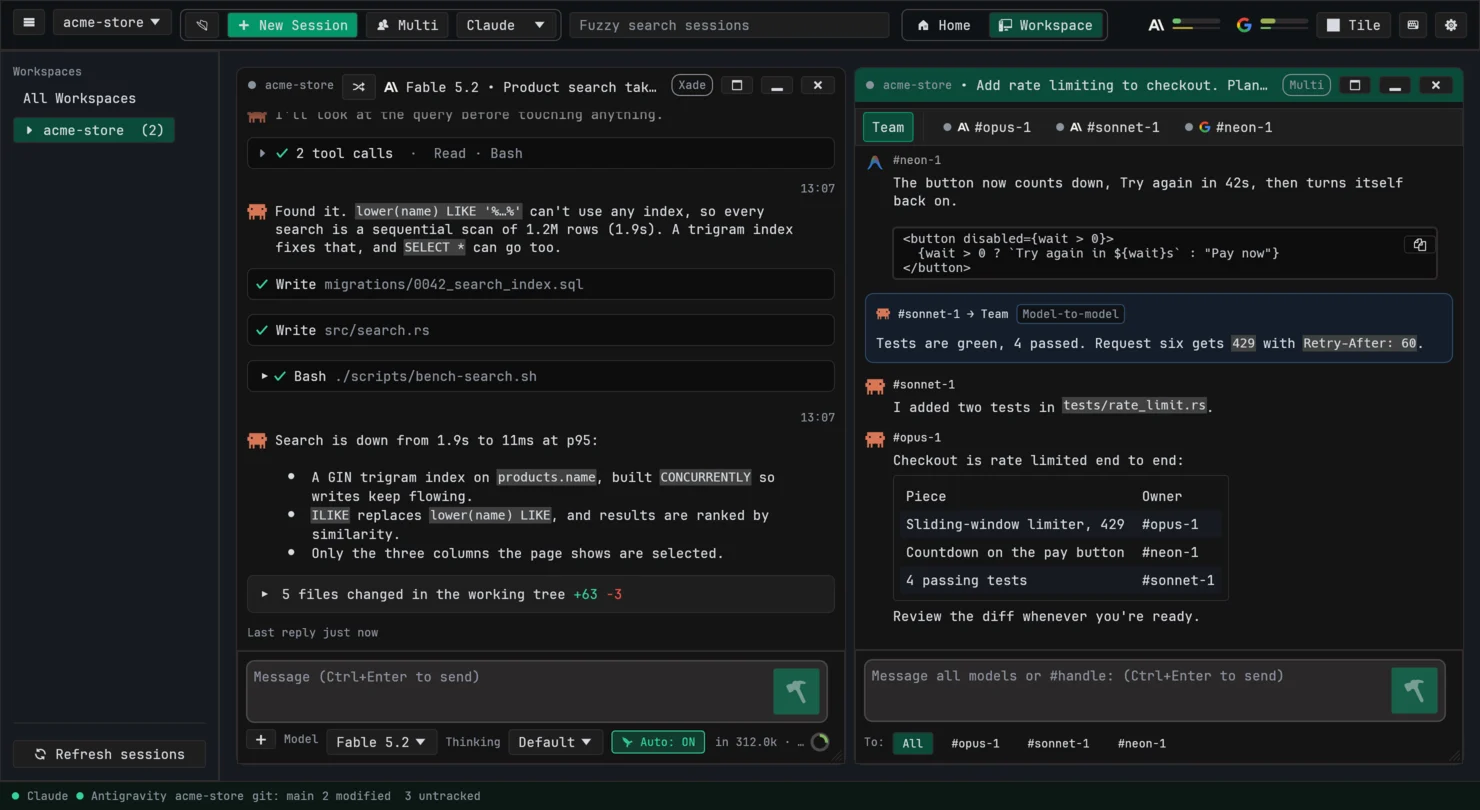 acme-store
+ New Session
Multi
Claude
Fuzzy search sessions
Home
Workspace
Tile
Workspaces
All Workspaces
acme-store (2)
Refresh sessions
acme-store
Fable 5.2 • Product search tak…
Xade
I'll look at the query before touching anything.
2 tool calls · Read · Bash
13:07
Found it. lower(name) LIKE '%…%' can't use any index, so every
search is a sequential scan of 1.2M rows (1.9s). A trigram index
fixes that, and SELECT * can go too.
Write migrations/0042_search_index.sql
Write src/search.rs
Bash ./scripts/bench-search.sh
13:07
Search is down from 1.9s to 11ms at p95:
• A GIN trigram index on products.name, built CONCURRENTLY so
writes keep flowing.
• ILIKE replaces lower(name) LIKE, and results are ranked by
similarity.
• Only the three columns the page shows are selected.
5 files changed in the working tree +63 -3
Last reply just now
Message (Ctrl+Enter to send)
+ Model Fable 5.2 Thinking Default Auto: ON in 312.0k · …
acme-store • Add rate limiting to checkout. Plan…
Multi
Team
#opus-1
#sonnet-1
#neon-1
#neon-1
The button now counts down, Try again in 42s, then turns itself
back on.
<button disabled={wait > 0}>
{wait > 0 ? `Try again in ${wait}s` : "Pay now"}
</button>
#sonnet-1 → Team Model-to-model
Tests are green, 4 passed. Request six gets 429 with Retry-After: 60.
#sonnet-1
I added two tests in tests/rate_limit.rs.
#opus-1
Checkout is rate limited end to end:
Piece Owner
Sliding-window limiter, 429 #opus-1
Countdown on the pay button #neon-1
4 passing tests #sonnet-1
Review the diff whenever you're ready.
Message all models or #handle: (Ctrl+Enter to send)
To: All #opus-1 #sonnet-1 #neon-1
Claude Antigravity acme-store git: main 2 modified 3 untracked